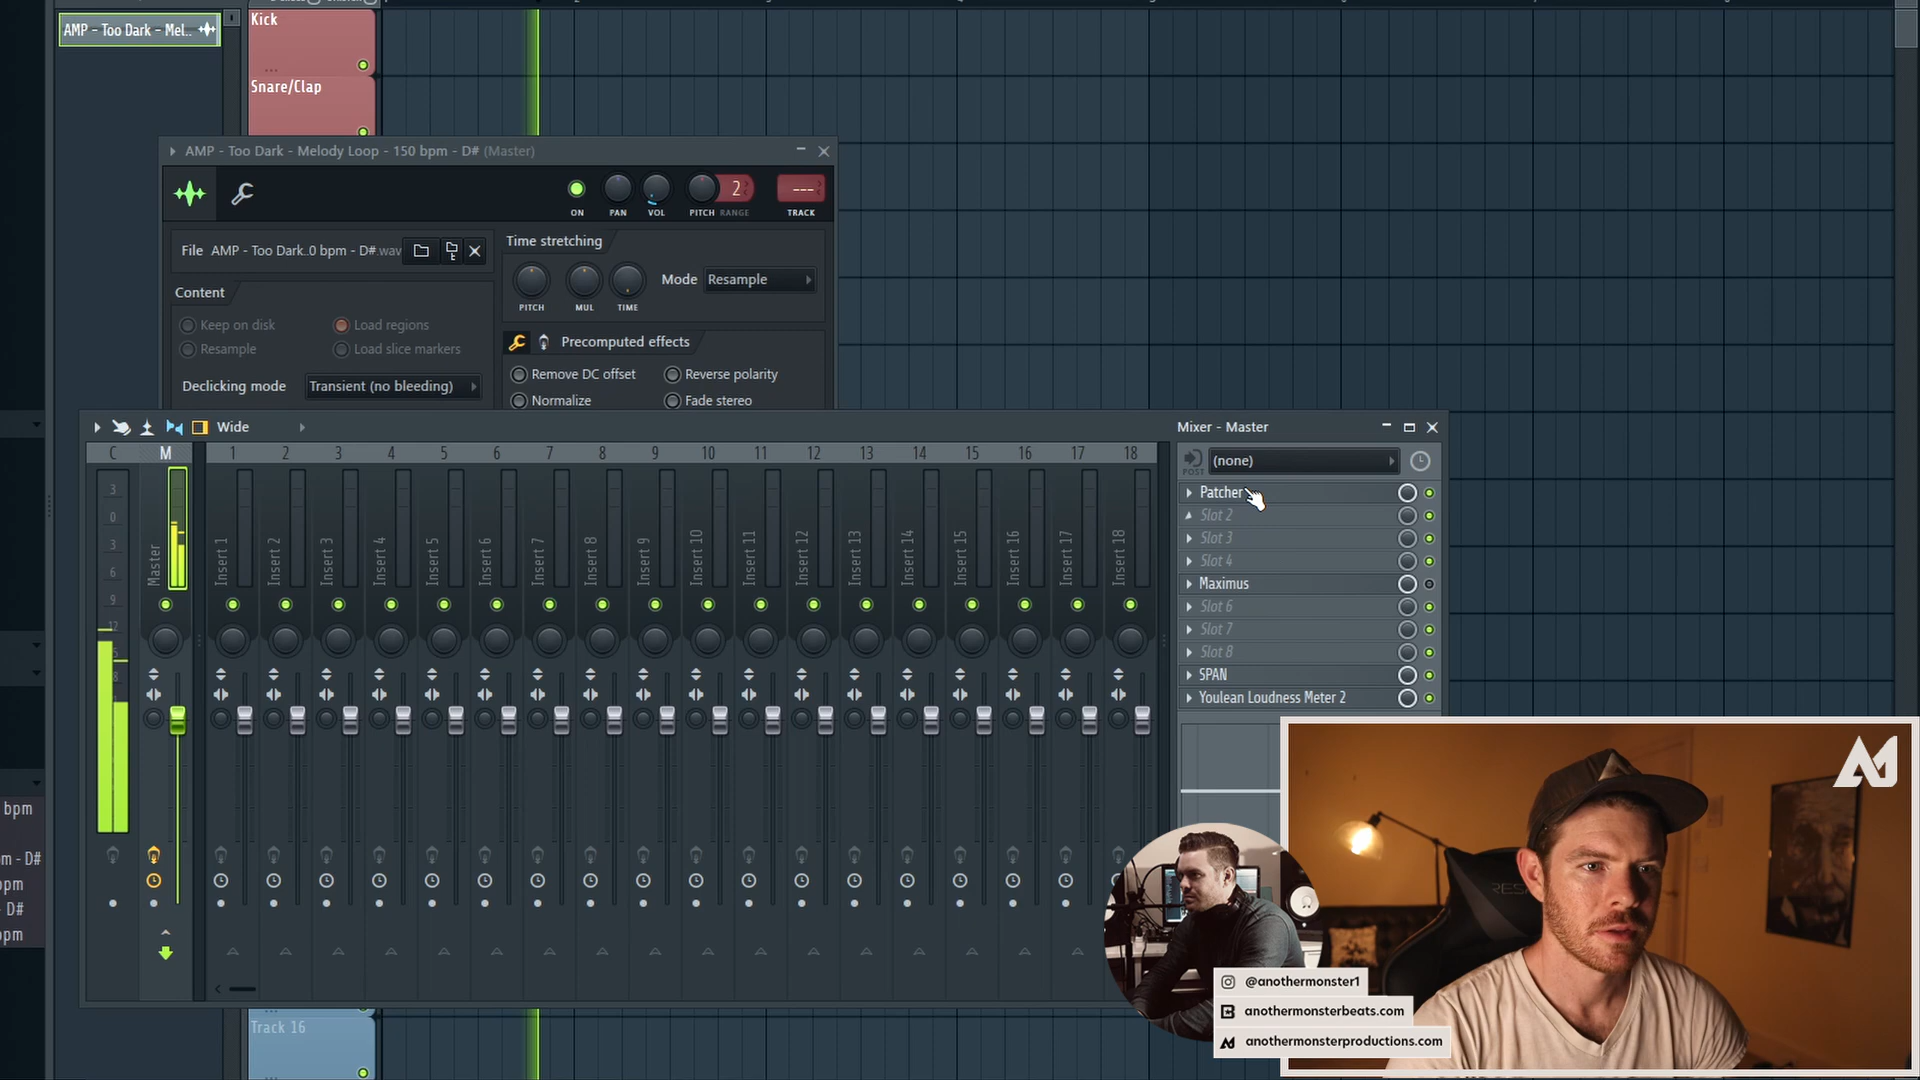 AMP - Too Dark - Mel..
Kick
Snare/Clap
AMP - Too Dark - Melody Loop - 150 bpm - D# (Master)
2
---
ON
PAN
VOL
PITCH
RANGE
TRACK
File
AMP - Too Dark..0 bpm - D#.wav
Time stretching
PITCH
MUL
TIME
Mode
Resample
Content
Keep on disk
Load regions
Resample
Load slice markers
Declicking mode
Transient (no bleeding)
Precomputed effects
Remove DC offset
Reverse polarity
Normalize
Fade stereo
Wide
Mixer - Master
C
M
1
2
3
4
5
6
7
8
9
10
11
12
13
14
15
16
17
18
3
0
3
6
9
12
Master
Insert 1
Insert 2
Insert 3
Insert 4
Insert 5
Insert 6
Insert 7
Insert 8
Insert 9
Insert 10
Insert 11
Insert 12
Insert 13
Insert 14
Insert 15
Insert 16
Insert 17
Insert 18
POST
(none)
Patcher
Slot 2
Slot 3
Slot 4
Maximus
Slot 6
Slot 7
Slot 8
SPAN
Youlean Loudness Meter 2
bpm
D#
D#
Track 16
@anothermonster1
anothermonsterbeats.com
anothermonsterproductions.com